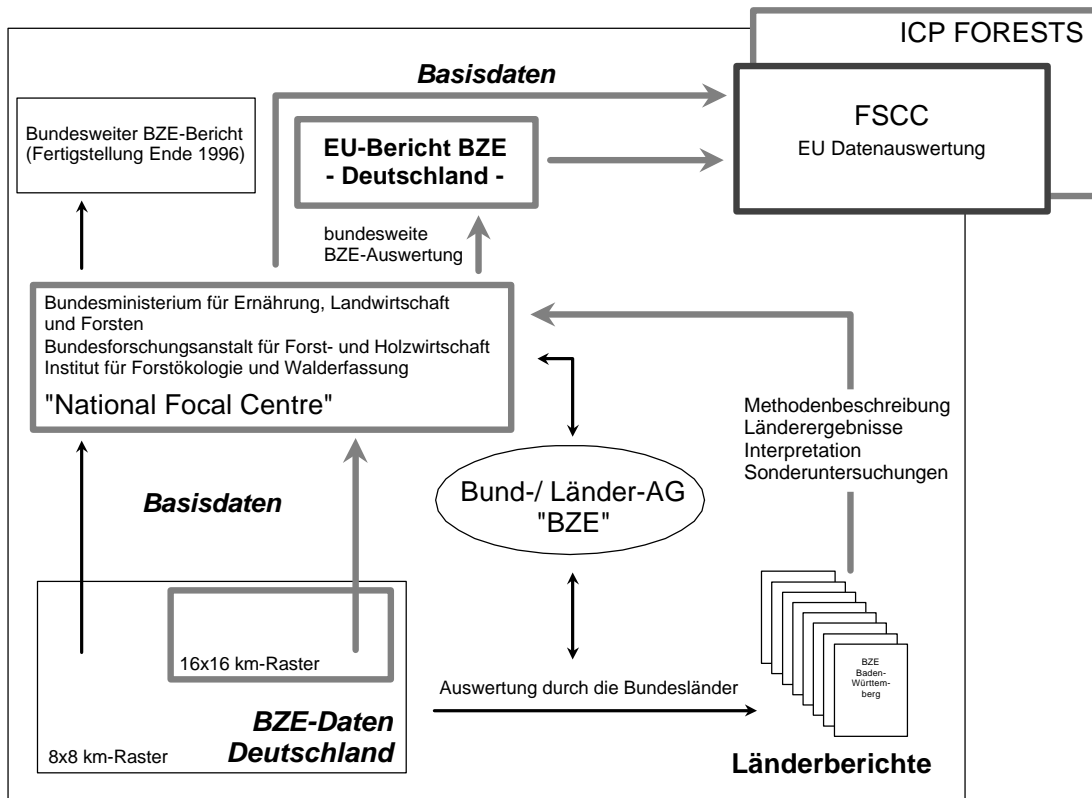 ICP FORESTS
Basisdaten
FSCC
EU Datenauswertung
Bundesweiter BZE-Bericht
(Fertigstellung Ende 1996)
EU-Bericht BZE
- Deutschland -
bundesweite
BZE-Auswertung
Bundesministerium für Ernährung, Landwirtschaft
und Forsten
Bundesforschungsanstalt für Forst- und Holzwirtschaft
Institut für Forstökologie und Walderfassung
"National Focal Centre"
Methodenbeschreibung
Länderergebnisse
Interpretation
Sonderuntersuchungen
Basisdaten
Bund-/ Länder-AG
"BZE"
16x16 km-Raster
BZE-Daten
Deutschland
8x8 km-Raster
Auswertung durch die Bundesländer
BZE
Baden-
Württem-
berg
Länderberichte